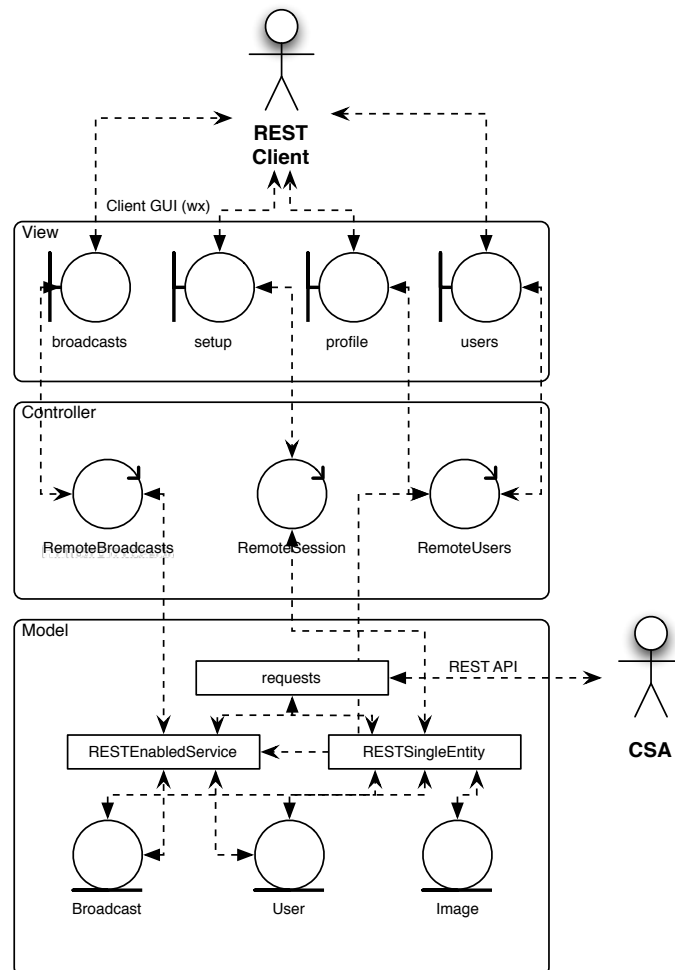 REST
Client
Client GUI (wx)
View
broadcasts
setup
profile
users
Controller
RemoteBroadcasts
RemoteSession
RemoteUsers
Model
requests
REST API
RESTEnabledService
RESTSingleEntity
CSA
Broadcast
User
Image